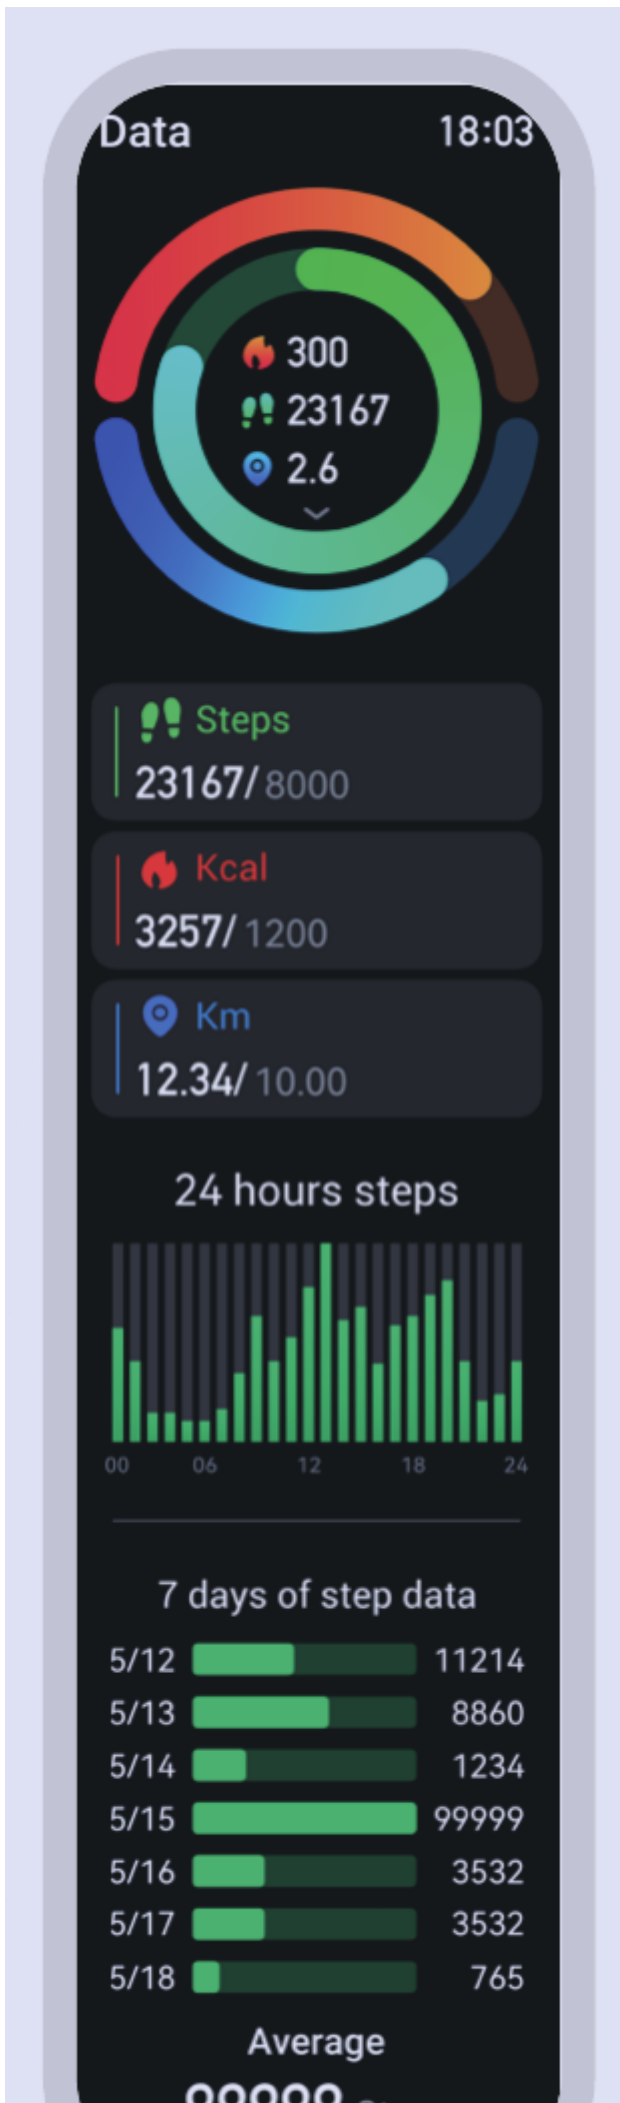 Data 18:03
300
23167
2.6
Steps
23167/8000
Kcal
3257/1200
Km
12.34/10.00
24 hours steps
00 06 12 18 24
7 days of step data
5/12 11214
5/13 8860
5/14 1234
5/15 99999
5/16 3532
5/17 3532
5/18 765
Average